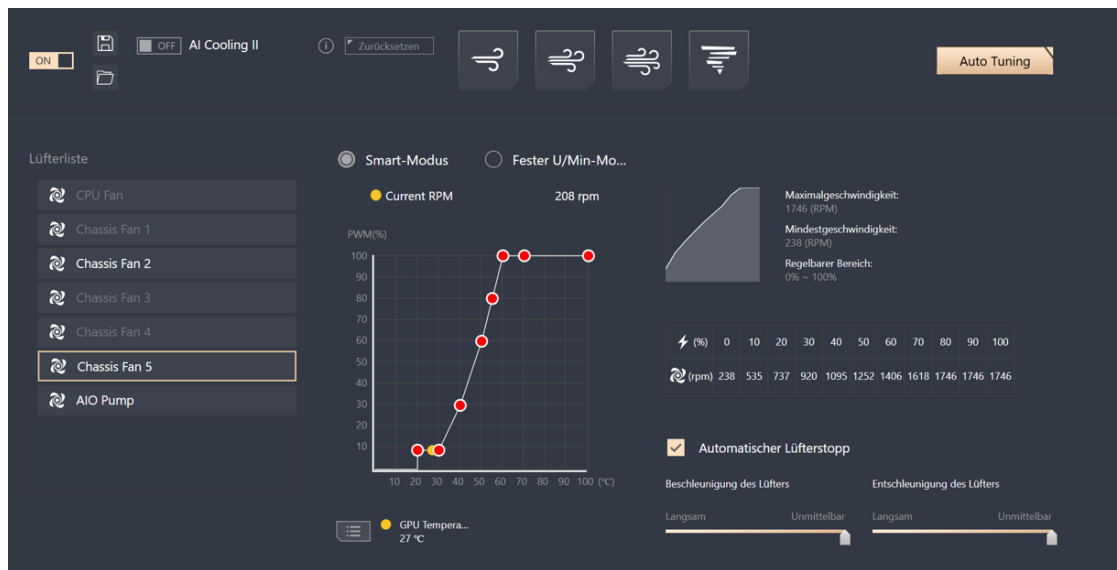 ON
OFF AI Cooling II
i Zurücksetzen
Auto Tuning
Lüfterliste
CPU Fan
Chassis Fan 1
Chassis Fan 2
Chassis Fan 3
Chassis Fan 4
Chassis Fan 5
AIO Pump
Smart-Modus Fester U/Min-Mo...
Current RPM 208 rpm
PWM(%)
100
90
80
70
60
50
40
30
20
10
10 20 30 40 50 60 70 80 90 100 (°C)
GPU Tempera...
27 °C
Maximalgeschwindigkeit:
1746 (RPM)
Mindestgeschwindigkeit:
238 (RPM)
Regelbarer Bereich:
0% ~ 100%
(%) 0 10 20 30 40 50 60 70 80 90 100
(rpm) 238 535 737 920 1095 1252 1406 1618 1746 1746 1746
Automatischer Lüfterstopp
Beschleunigung des Lüfters Entschleunigung des Lüfters
Langsam Unmittelbar Langsam Unmittelbar